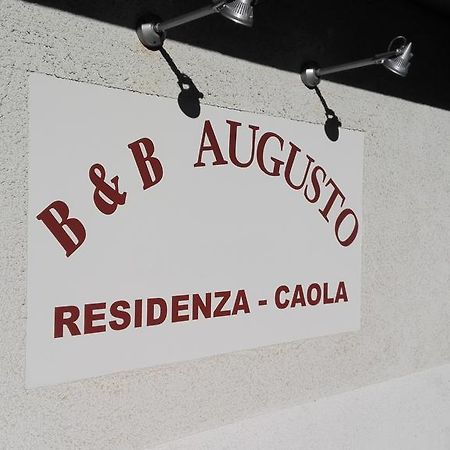 B & B AUGUSTO
RESIDENZA - CAOLA